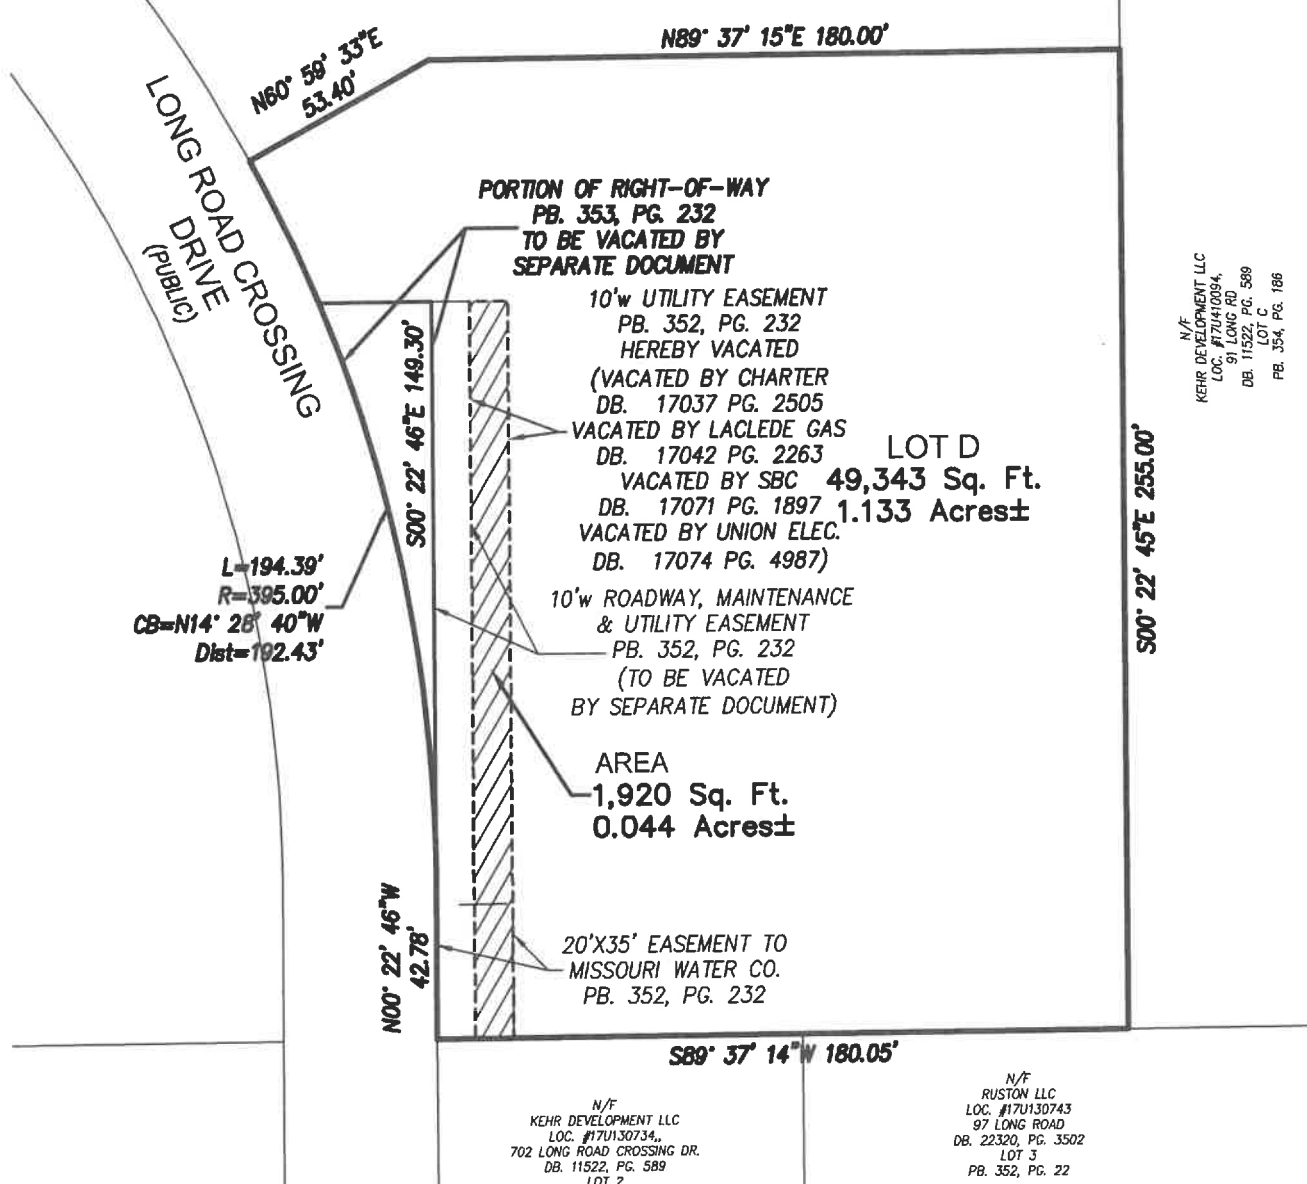 N89° 37' 15"E 180.00'
N60° 59' 33"E
53.40'
LONG ROAD CROSSING
DRIVE
(PUBLIC)
PORTION OF RIGHT-OF-WAY
PB. 353, PG. 232
TO BE VACATED BY
SEPARATE DOCUMENT
10'w UTILITY EASEMENT
PB. 352, PG. 232
HEREBY VACATED
(VACATED BY CHARTER
DB. 17037 PG. 2505
VACATED BY LACLEDE GAS
DB. 17042 PG. 2263
VACATED BY SBC
DB. 17071 PG. 1897
VACATED BY UNION ELEC.
DB. 17074 PG. 4987)
LOT D
49,343 Sq. Ft.
1.133 Acres±
S00° 22' 46"E 149.30'
S00° 22' 45"E 255.00'
N/F
KEHR DEVELOPMENT LLC
LOC. #17U410094,
91 LONG RD
DB. 11522, PG. 589
LOT C
PB. 354, PG. 186
L=194.39'
R=395.00'
CB=N14° 28' 40"W
Dist=192.43'
10'w ROADWAY, MAINTENANCE
& UTILITY EASEMENT
PB. 352, PG. 232
(TO BE VACATED
BY SEPARATE DOCUMENT)
AREA
1,920 Sq. Ft.
0.044 Acres±
N00° 22' 46"W
42.78'
20'X35' EASEMENT TO
MISSOURI WATER CO.
PB. 352, PG. 232
S89° 37' 14"W 180.05'
N/F
KEHR DEVELOPMENT LLC
LOC. #17U130734,,
702 LONG ROAD CROSSING DR.
DB. 11522, PG. 589
LOT 2
N/F
RUSTON LLC
LOC. #17U130743
97 LONG ROAD
DB. 22320, PG. 3502
LOT 3
PB. 352, PG. 22